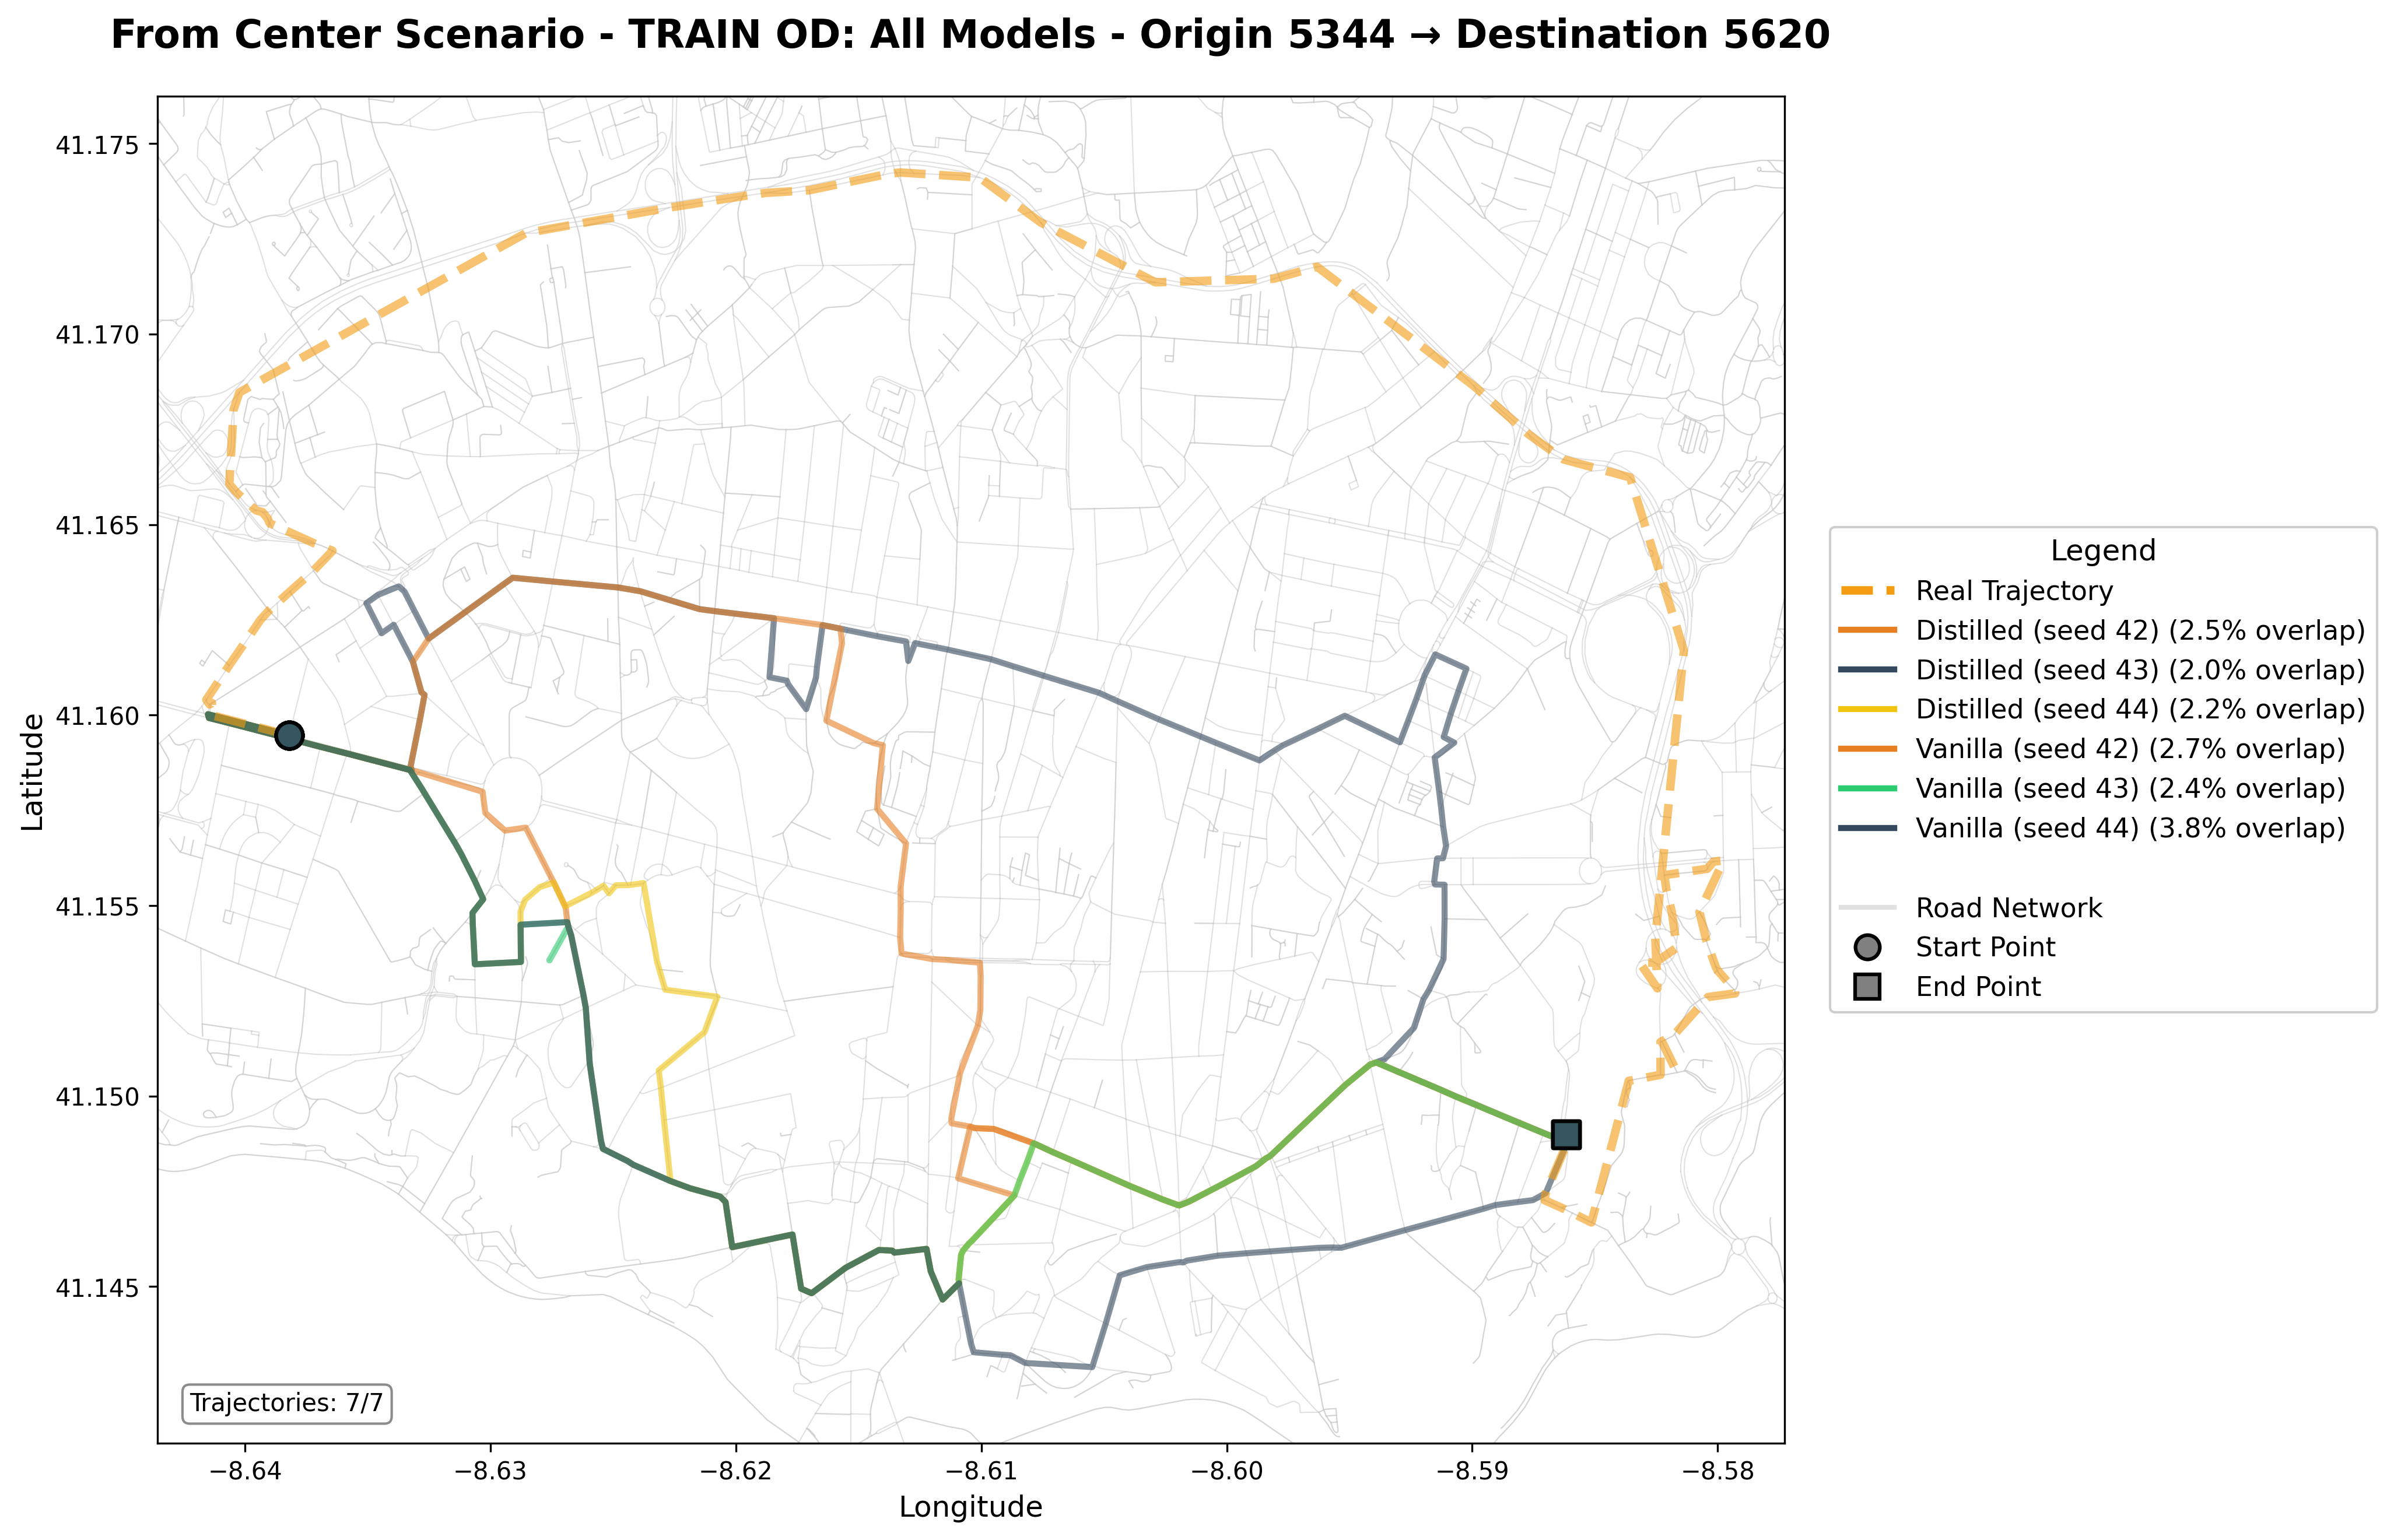 From Center Scenario - TRAIN OD: All Models - Origin 5344 → Destination 5620
Latitude
41.175
41.170
41.165
41.160
41.155
41.150
41.145
Trajectories: 7/7
−8.64
−8.63
−8.62
−8.61
−8.60
−8.59
−8.58
Longitude
Legend
Real Trajectory
Distilled (seed 42) (2.5% overlap)
Distilled (seed 43) (2.0% overlap)
Distilled (seed 44) (2.2% overlap)
Vanilla (seed 42) (2.7% overlap)
Vanilla (seed 43) (2.4% overlap)
Vanilla (seed 44) (3.8% overlap)
Road Network
Start Point
End Point